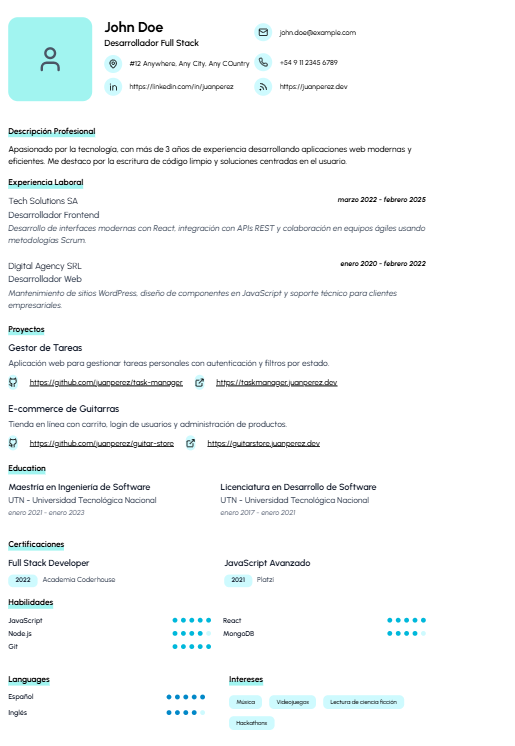 John Doe
Desarrollador Full Stack
#12 Anywhere, Any City, Any COuntry
https://linkedin.com/in/juanperez
john.doe@example.com
+54 9 11 2345 6789
https://juanperez.dev
Descripción Profesional
Apasionado por la tecnología, con más de 3 años de experiencia desarrollando aplicaciones web modernas y
eficientes. Me destaco por la escritura de código limpio y soluciones centradas en el usuario.
Experiencia Laboral
Tech Solutions SA
marzo 2022 - febrero 2025
Desarrollador Frontend
Desarrollo de interfaces modernas con React, integración con APIs REST y colaboración en equipos ágiles usando
metodologías Scrum.
Digital Agency SRL
enero 2020 - febrero 2022
Desarrollador Web
Mantenimiento de sitios WordPress, diseño de componentes en JavaScript y soporte técnico para clientes
empresariales.
Proyectos
Gestor de Tareas
Aplicación web para gestionar tareas personales con autenticación y filtros por estado.
https://github.com/juanperez/task-manager https://taskmanager.juanperez.dev
E-commerce de Guitarras
Tienda en línea con carrito, login de usuarios y administración de productos.
https://github.com/juanperez/guitar-store https://guitarstore.juanperez.dev
Education
Maestría en Ingeniería de Software
UTN - Universidad Tecnológica Nacional
enero 2021 - enero 2023
Licenciatura en Desarrollo de Software
UTN - Universidad Tecnológica Nacional
enero 2017 - enero 2021
Certificaciones
Full Stack Developer
2022 Academia Coderhouse
JavaScript Avanzado
2021 Platzi
Habilidades
JavaScript
React
Node.js
MongoDB
Git
Languages
Español
Inglés
Intereses
Música Videojuegos Lectura de ciencia ficción
Hackathons